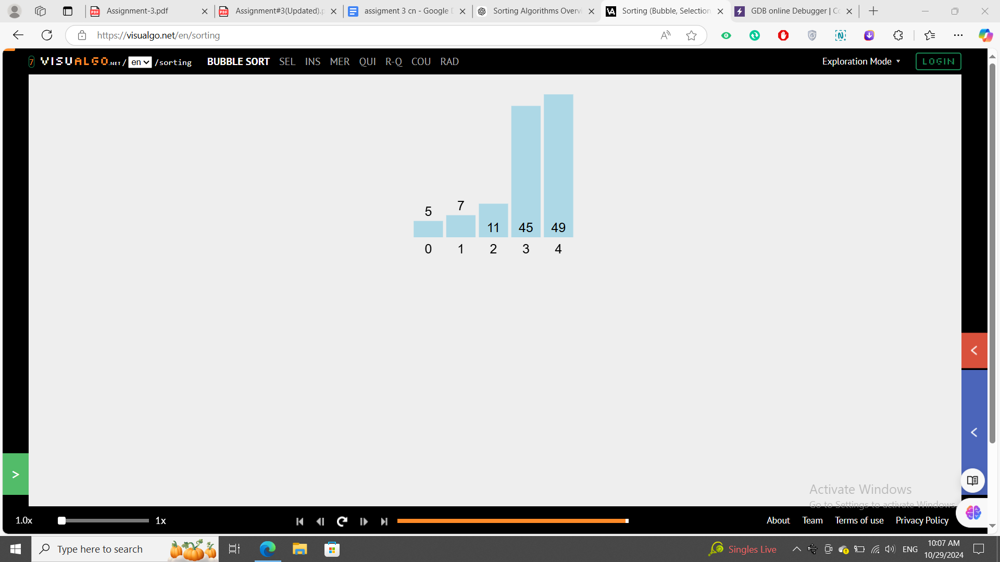 Assignment-3.pdf
Assignment#3(Updated).p
assigment 3 cn - Google D
Sorting Algorithms Overvi
Sorting (Bubble, Selection
GDB online Debugger | Co
https://visualgo.net/en/sorting
7 VISUALGO.NET / en /sorting
BUBBLE SORT SEL INS MER QUI R-Q COU RAD
Exploration Mode
LOGIN
5 7 11 45 49
0 1 2 3 4
Activate Windows
Go to Settings to activate Windows.
1.0x 1x
About Team Terms of use Privacy Policy
Type here to search
Singles Live
ENG
10:07 AM
10/29/2024